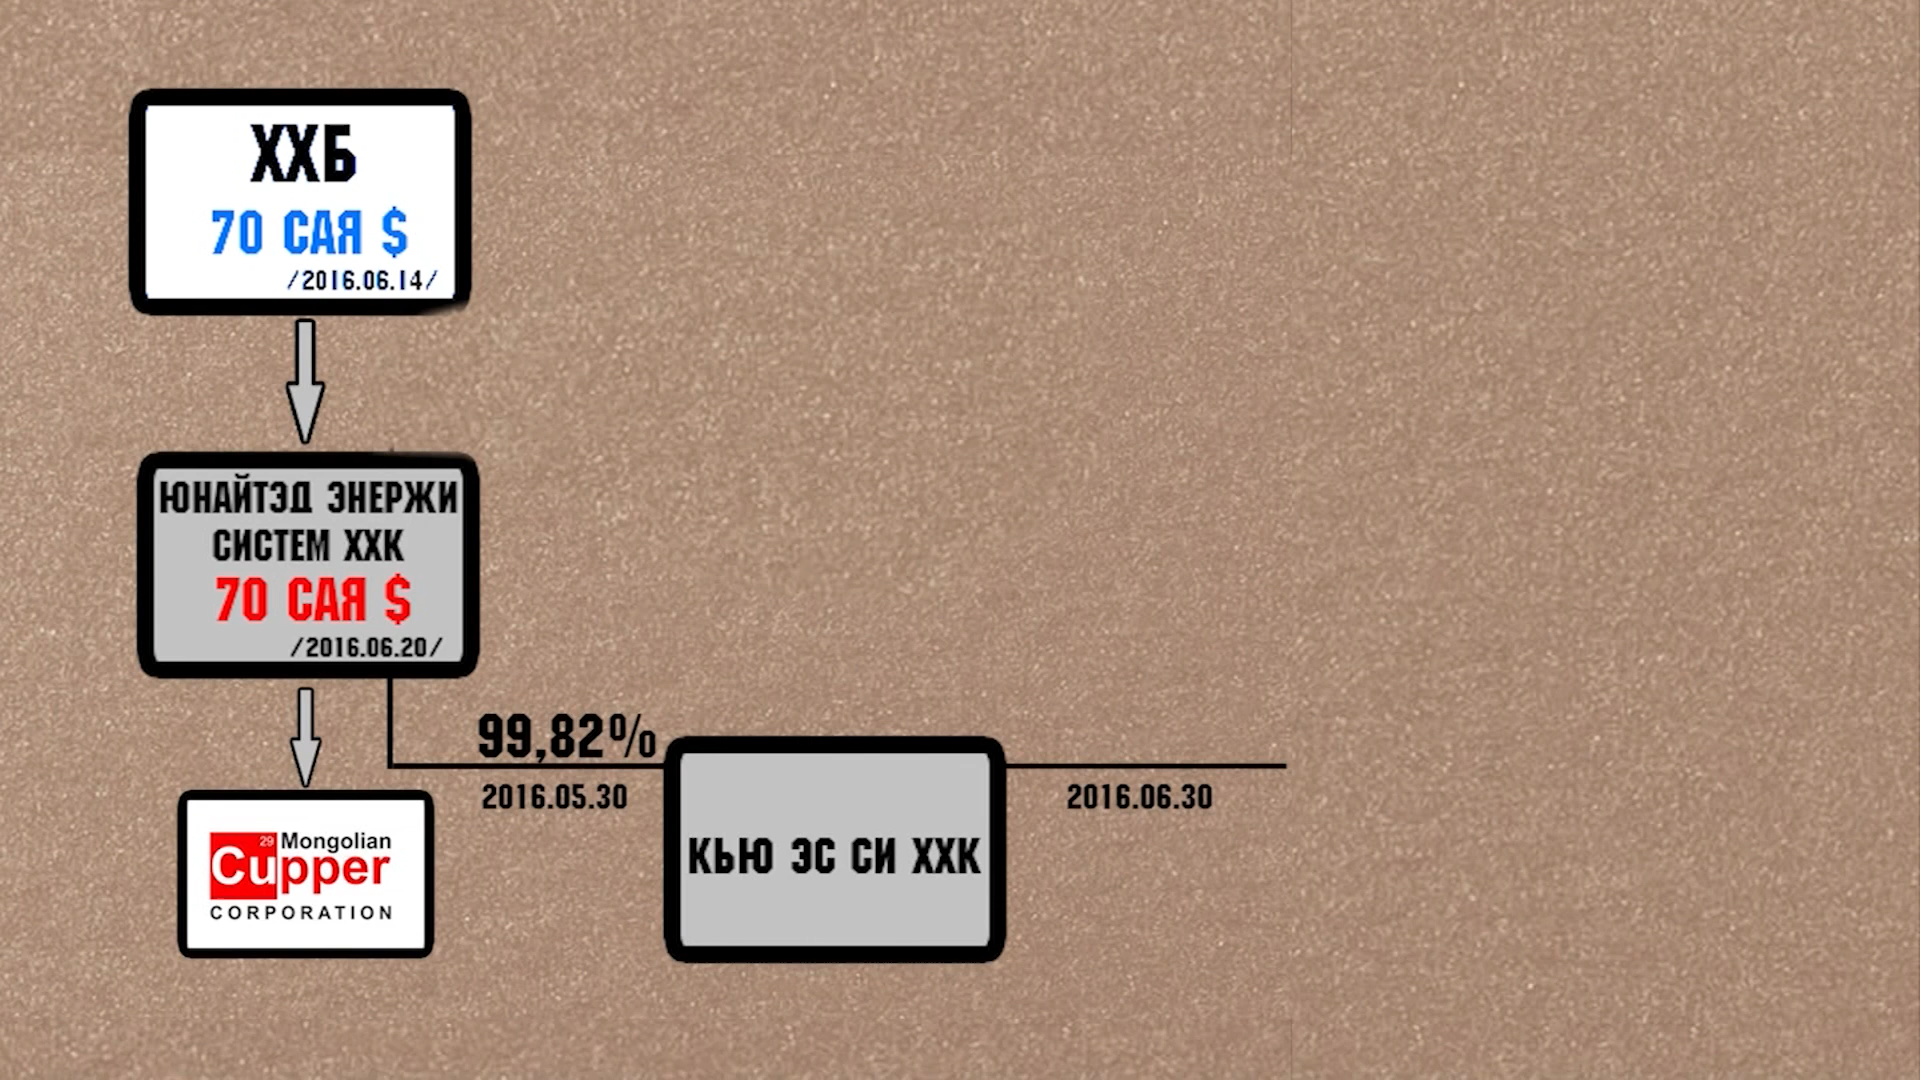 ХХБ
70 САЯ $
/2016.06.14/
ЮНАЙТЭД ЭНЕРЖИ
СИСТЕМ ХХК
70 САЯ $
/2016.06.20/
99,82%
2016.05.30
2016.06.30
КЬЮ ЭС СИ ХХК
29 Mongolian
Cupper
CORPORATION